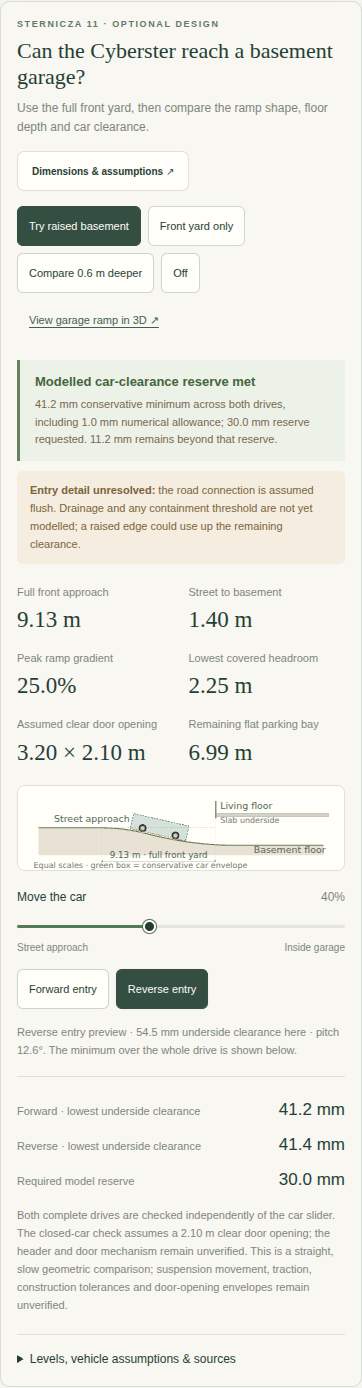 STERNICZA 11 · OPTIONAL DESIGN
Can the Cyberster reach a basement
garage?
Use the full front yard, then compare the ramp shape, floor
depth and car clearance.
Dimensions & assumptions ↗
Try raised basement
Front yard only
Compare 0.6 m deeper
Off
View garage ramp in 3D ↗
Modelled car-clearance reserve met
41.2 mm conservative minimum across both drives,
including 1.0 mm numerical allowance; 30.0 mm reserve
requested. 11.2 mm remains beyond that reserve.
Entry detail unresolved: the road connection is assumed
flush. Drainage and any containment threshold are not yet
modelled; a raised edge could use up the remaining
clearance.
Full front approach
9.13 m
Street to basement
1.40 m
Peak ramp gradient
25.0%
Lowest covered headroom
2.25 m
Assumed clear door opening
3.20 × 2.10 m
Remaining flat parking bay
6.99 m
Living floor
Street approach
Slab underside
Basement floor
9.13 m · full front yard
Equal scales · green box = conservative car envelope
Move the car
40%
Street approach
Inside garage
Forward entry
Reverse entry
Reverse entry preview · 54.5 mm underside clearance here · pitch
12.6°. The minimum over the whole drive is shown below.
Forward · lowest underside clearance
41.2 mm
Reverse · lowest underside clearance
41.4 mm
Required model reserve
30.0 mm
Both complete drives are checked independently of the car slider.
The closed-car check assumes a 2.10 m clear door opening; the
header and door mechanism remain unverified. This is a straight,
slow geometric comparison; suspension movement, traction,
construction tolerances and door-opening envelopes remain
unverified.
Levels, vehicle assumptions & sources